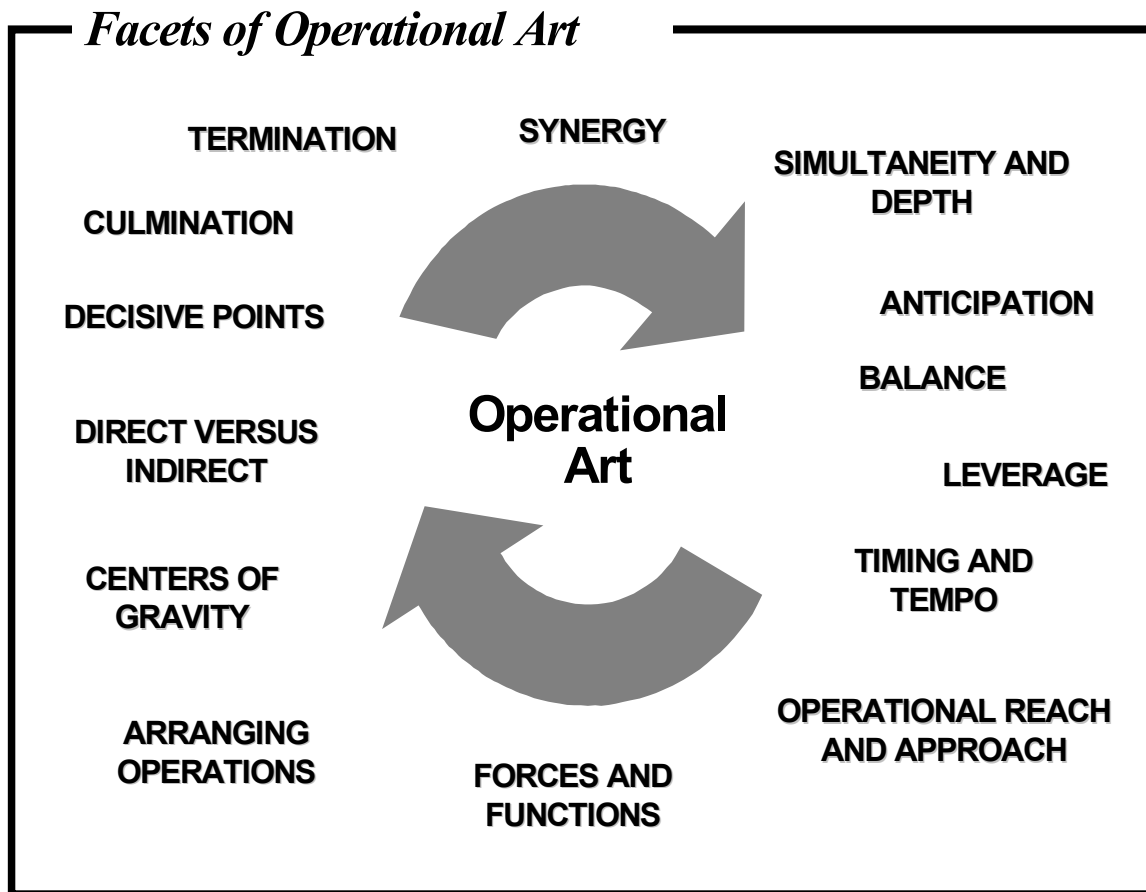 Facets of Operational Art
TERMINATION
SYNERGY
SIMULTANEITY AND
DEPTH
CULMINATION
ANTICIPATION
DECISIVE POINTS
BALANCE
Operational
Art
DIRECT VERSUS
INDIRECT
LEVERAGE
TIMING AND
TEMPO
CENTERS OF
GRAVITY
OPERATIONAL REACH
AND APPROACH
ARRANGING
OPERATIONS
FORCES AND
FUNCTIONS